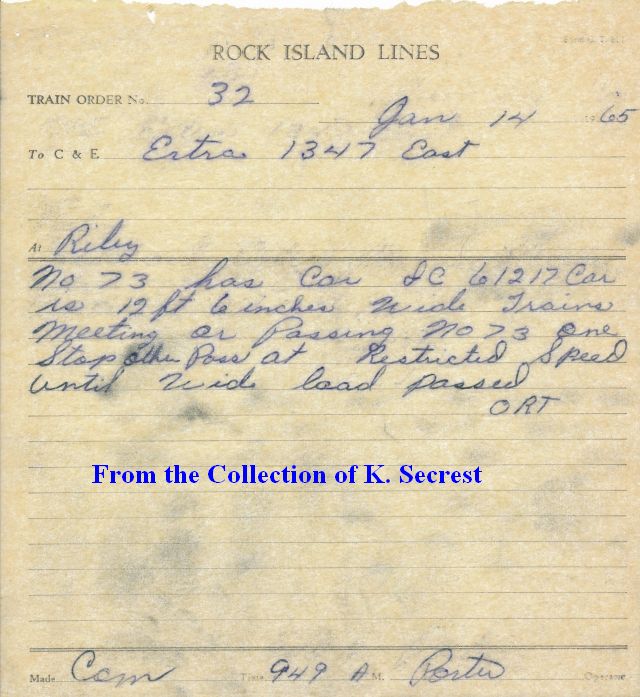 ROCK ISLAND LINES
TRAIN ORDER No. 32
Jan 14 1965
To C & E Extra 1347 East
At Riley
No 73 has Car IC 61217 Car
is 12 ft 6 inches Wide Trains
Meeting or Passing No 73 one
Stop other Pass at Restricted Speed
until Wide load passed
ORT
From the Collection of K. Secrest
Made Com Time 949 A M. Porter Operator